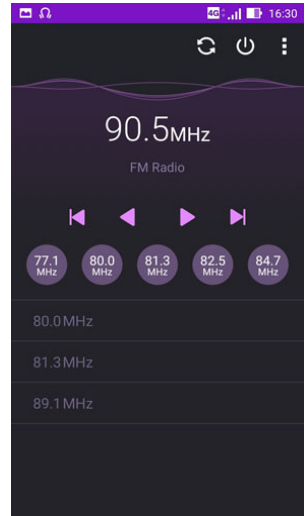 4G 16:30
90.5MHz
FM Radio
77.1 80.0 81.3 82.5 84.7
MHz MHz MHz MHz MHz
80.0MHz
81.3MHz
89.1MHz